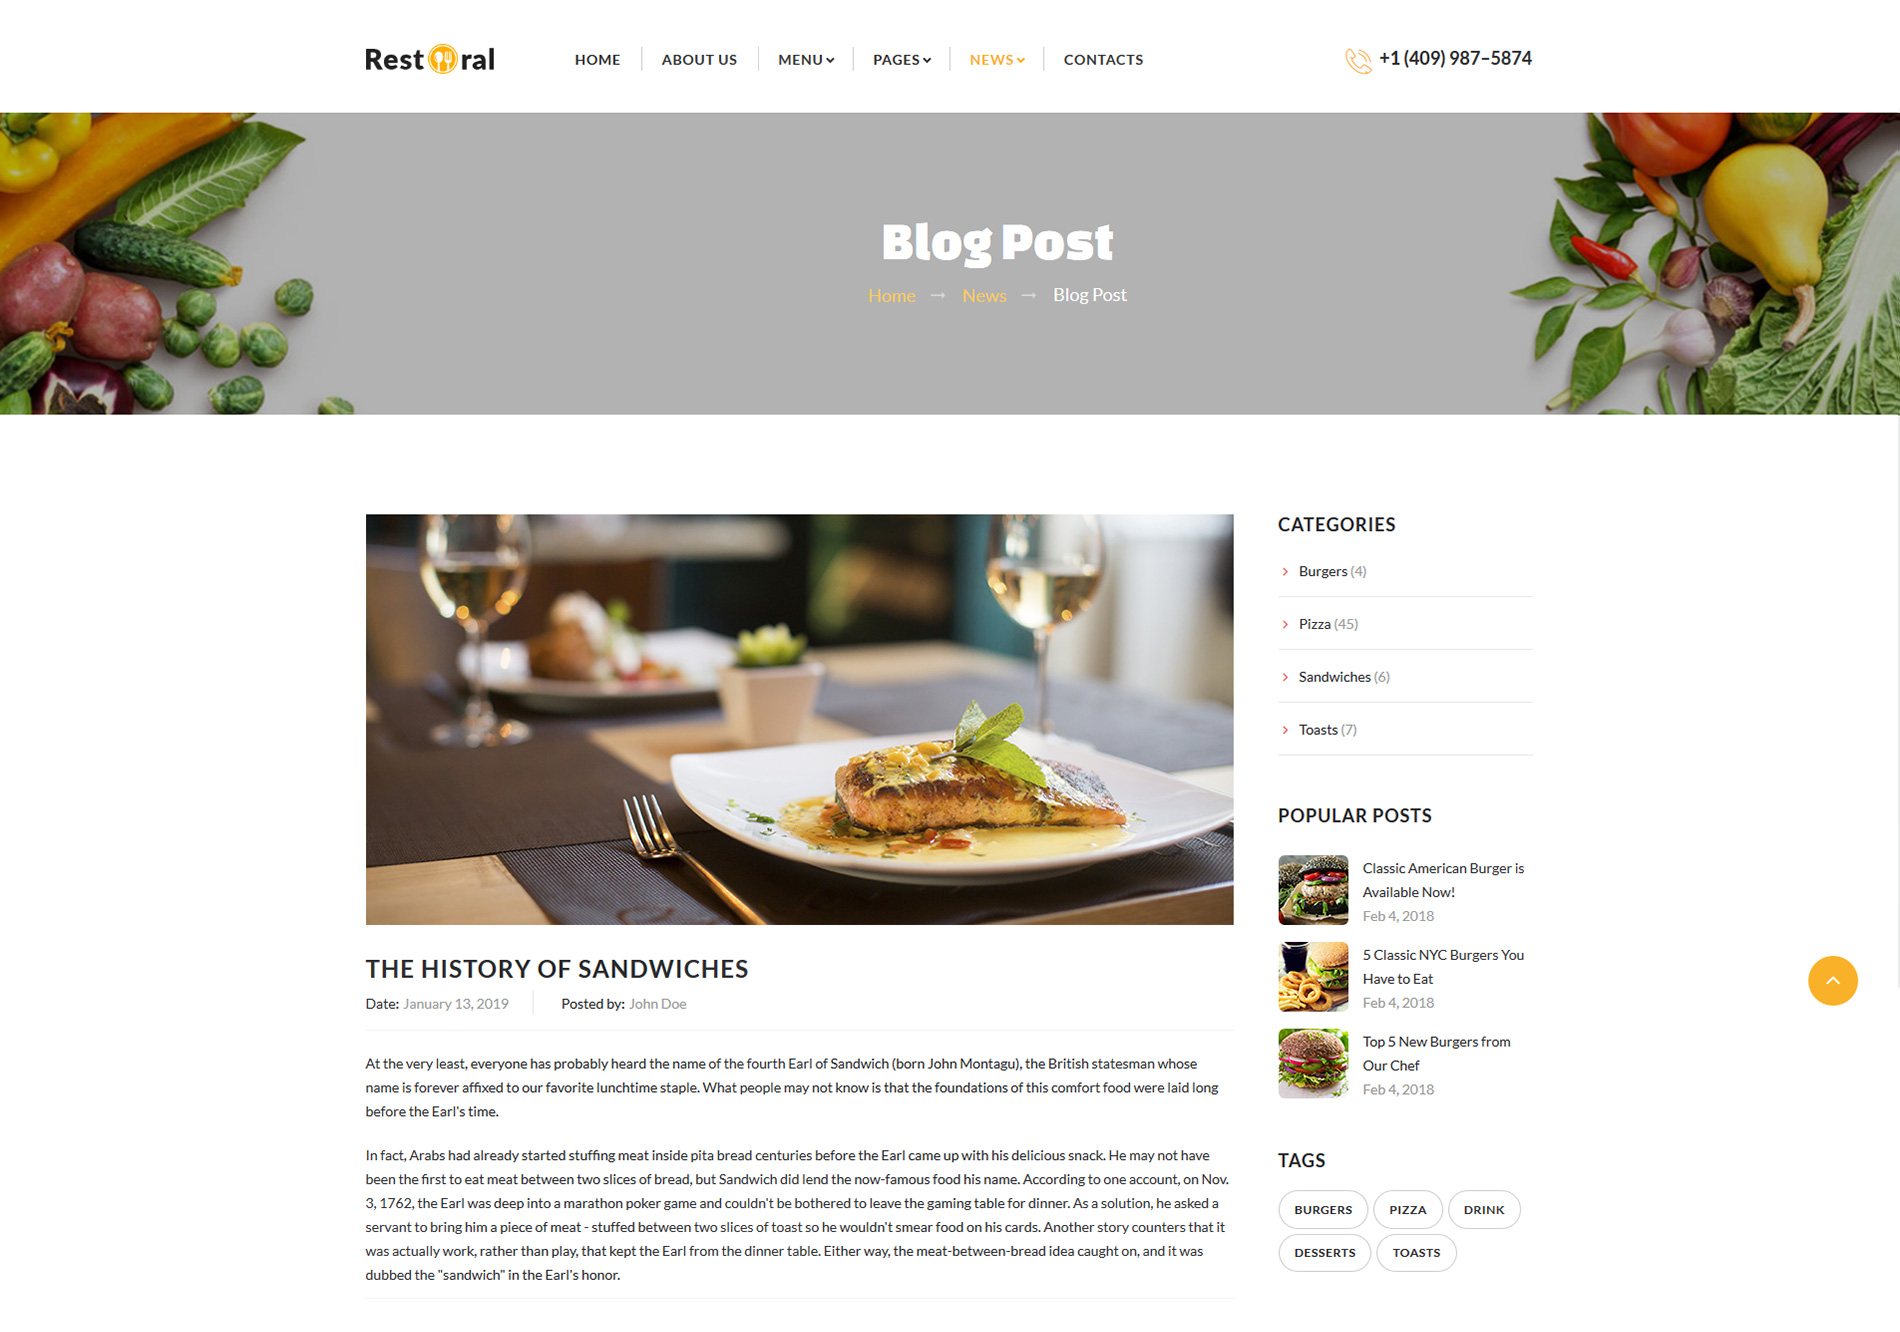 Restoral
HOME
ABOUT US
MENU
PAGES
NEWS
CONTACTS
+1 (409) 987–5874
Blog Post
Home → News → Blog Post
THE HISTORY OF SANDWICHES
Date: January 13, 2019
Posted by: John Doe
At the very least, everyone has probably heard the name of the fourth Earl of Sandwich (born John Montagu), the British statesman whose
name is forever affixed to our favorite lunchtime staple. What people may not know is that the foundations of this comfort food were laid long
before the Earl's time.
In fact, Arabs had already started stuffing meat inside pita bread centuries before the Earl came up with his delicious snack. He may not have
been the first to eat meat between two slices of bread, but Sandwich did lend the now-famous food his name. According to one account, on Nov.
3, 1762, the Earl was deep into a marathon poker game and couldn't be bothered to leave the gaming table for dinner. As a solution, he asked a
servant to bring him a piece of meat - stuffed between two slices of toast so he wouldn't smear food on his cards. Another story counters that it
was actually work, rather than play, that kept the Earl from the dinner table. Either way, the meat-between-bread idea caught on, and it was
dubbed the "sandwich" in the Earl's honor.
CATEGORIES
Burgers (4)
Pizza (45)
Sandwiches (6)
Toasts (7)
POPULAR POSTS
Classic American Burger is
Available Now!
Feb 4, 2018
5 Classic NYC Burgers You
Have to Eat
Feb 4, 2018
Top 5 New Burgers from
Our Chef
Feb 4, 2018
TAGS
BURGERS
PIZZA
DRINK
DESSERTS
TOASTS